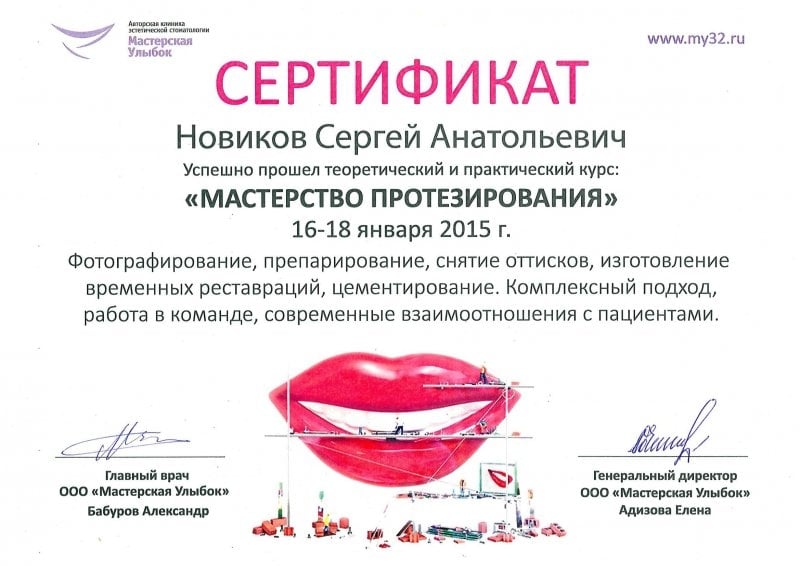 Авторская клиника
эстетической стоматологии
Мастерская
Улыбок
www.my32.ru
СЕРТИФИКАТ
Новиков Сергей Анатольевич
Успешно прошел теоретический и практический курс:
«МАСТЕРСТВО ПРОТЕЗИРОВАНИЯ»
16-18 января 2015 г.
Фотографирование, препарирование, снятие оттисков, изготовление
временных реставраций, цементирование. Комплексный подход,
работа в команде, современные взаимоотношения с пациентами.
Главный врач
ООО «Мастерская Улыбок»
Бабуров Александр
Генеральный директор
ООО «Мастерская Улыбок»
Адизова Елена